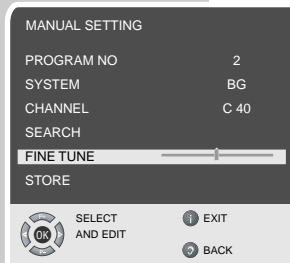 MANUAL SETTING
PROGRAM NO 2
SYSTEM BG
CHANNEL C 40
SEARCH
FINE TUNE
STORE
OK
SELECT
AND EDIT
i EXIT
BACK